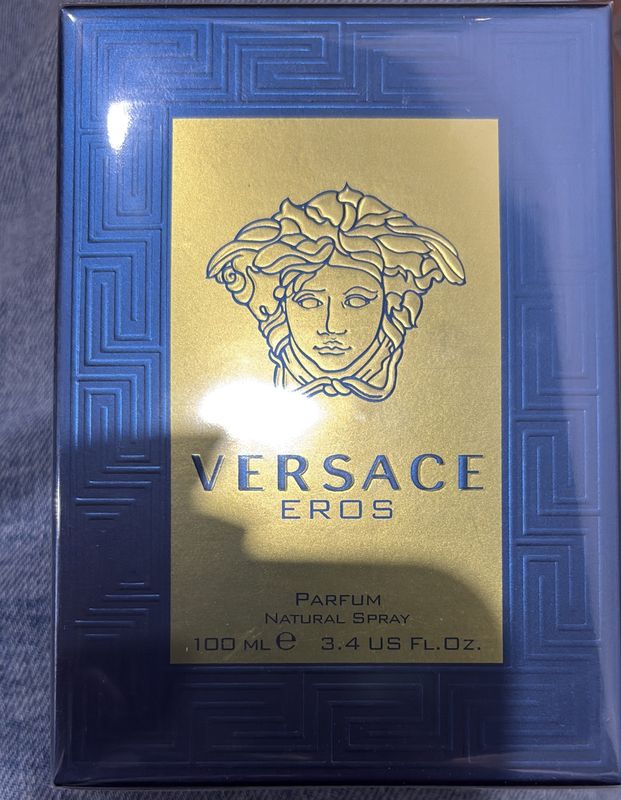 VERSACE
EROS
PARFUM
NATURAL SPRAY
100 ML e 3.4 US FL.OZ.